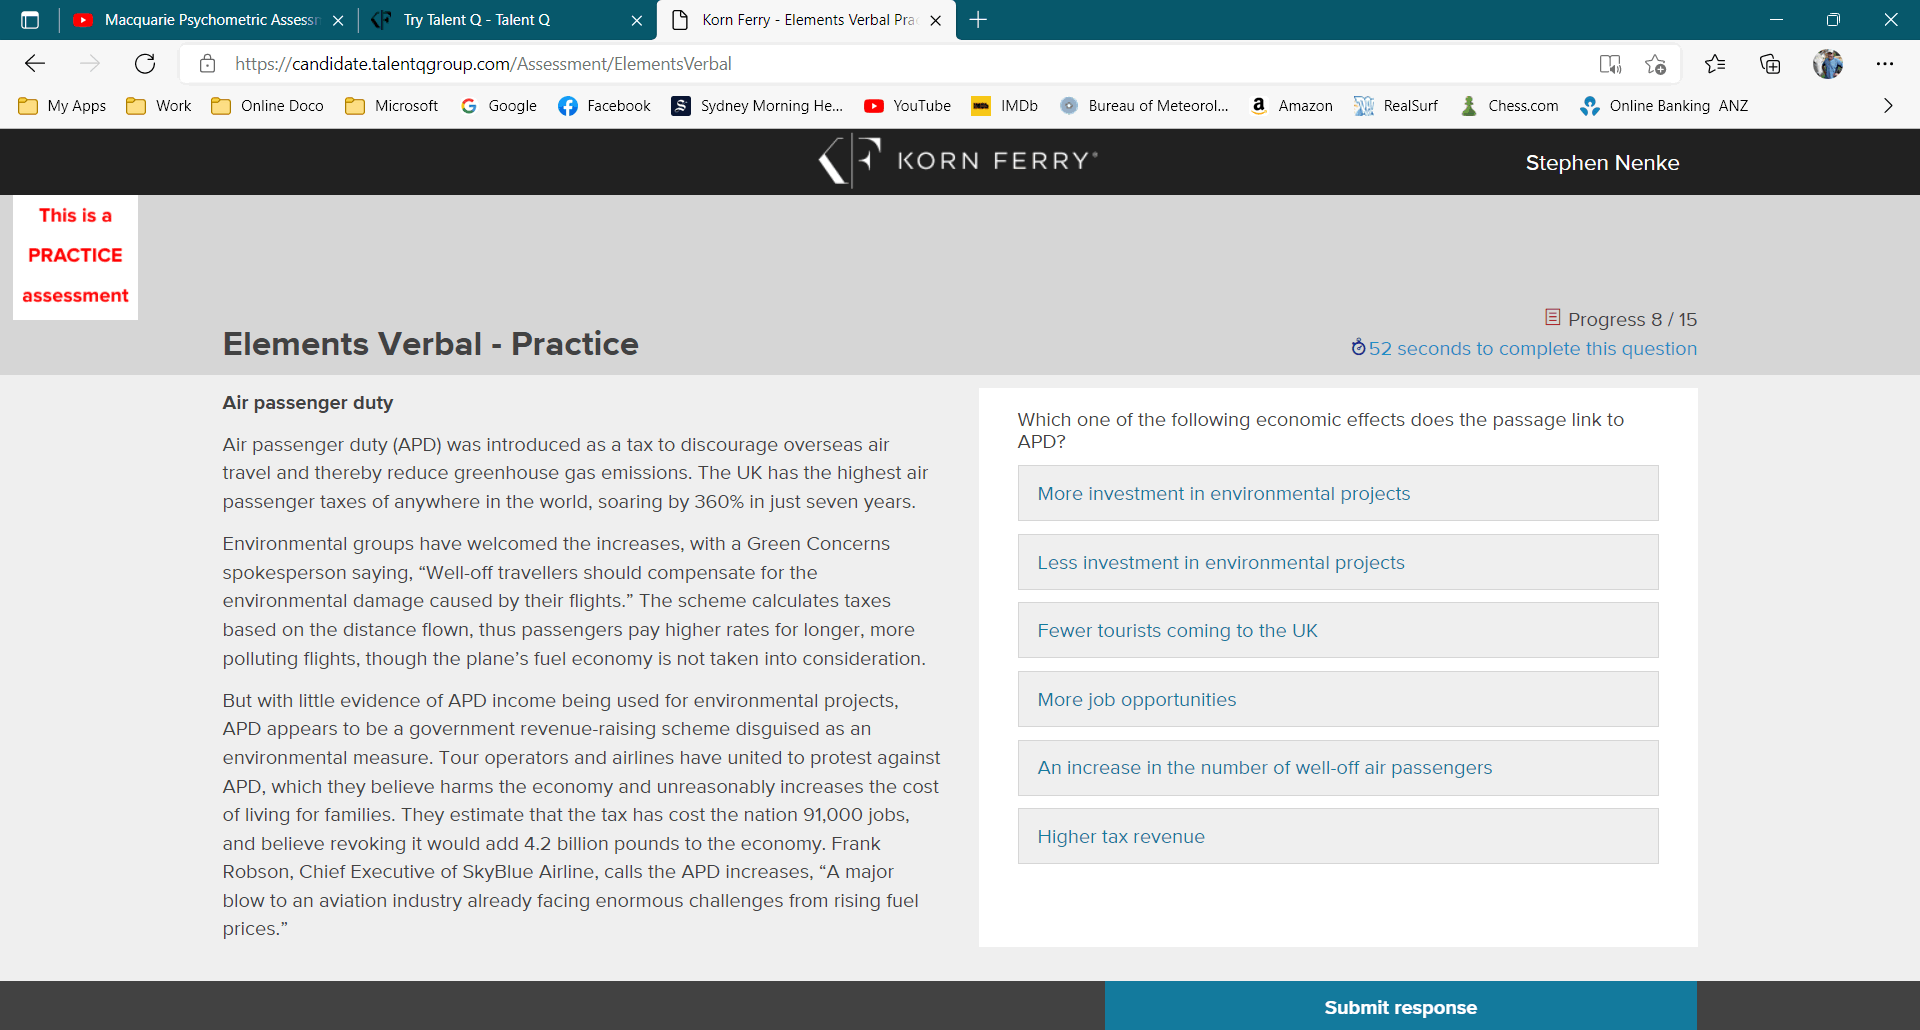 Macquarie Psychometric Assessm
Try Talent Q - Talent Q
Korn Ferry - Elements Verbal Prac
https://candidate.talentqgroup.com/Assessment/ElementsVerbal
My Apps
Work
Online Doco
Microsoft
Google
Facebook
Sydney Morning He...
YouTube
IMDb
Bureau of Meteorol...
Amazon
RealSurf
Chess.com
Online Banking ANZ
KORN FERRY
Stephen Nenke
This is a
PRACTICE
assessment
Elements Verbal - Practice
Progress 8 / 15
52 seconds to complete this question
Air passenger duty
Air passenger duty (APD) was introduced as a tax to discourage overseas air
travel and thereby reduce greenhouse gas emissions. The UK has the highest air
passenger taxes of anywhere in the world, soaring by 360% in just seven years.
Environmental groups have welcomed the increases, with a Green Concerns
spokesperson saying, “Well-off travellers should compensate for the
environmental damage caused by their flights.” The scheme calculates taxes
based on the distance flown, thus passengers pay higher rates for longer, more
polluting flights, though the plane’s fuel economy is not taken into consideration.
But with little evidence of APD income being used for environmental projects,
APD appears to be a government revenue-raising scheme disguised as an
environmental measure. Tour operators and airlines have united to protest against
APD, which they believe harms the economy and unreasonably increases the cost
of living for families. They estimate that the tax has cost the nation 91,000 jobs,
and believe revoking it would add 4.2 billion pounds to the economy. Frank
Robson, Chief Executive of SkyBlue Airline, calls the APD increases, “A major
blow to an aviation industry already facing enormous challenges from rising fuel
prices.”
Which one of the following economic effects does the passage link to
APD?
More investment in environmental projects
Less investment in environmental projects
Fewer tourists coming to the UK
More job opportunities
An increase in the number of well-off air passengers
Higher tax revenue
Submit response